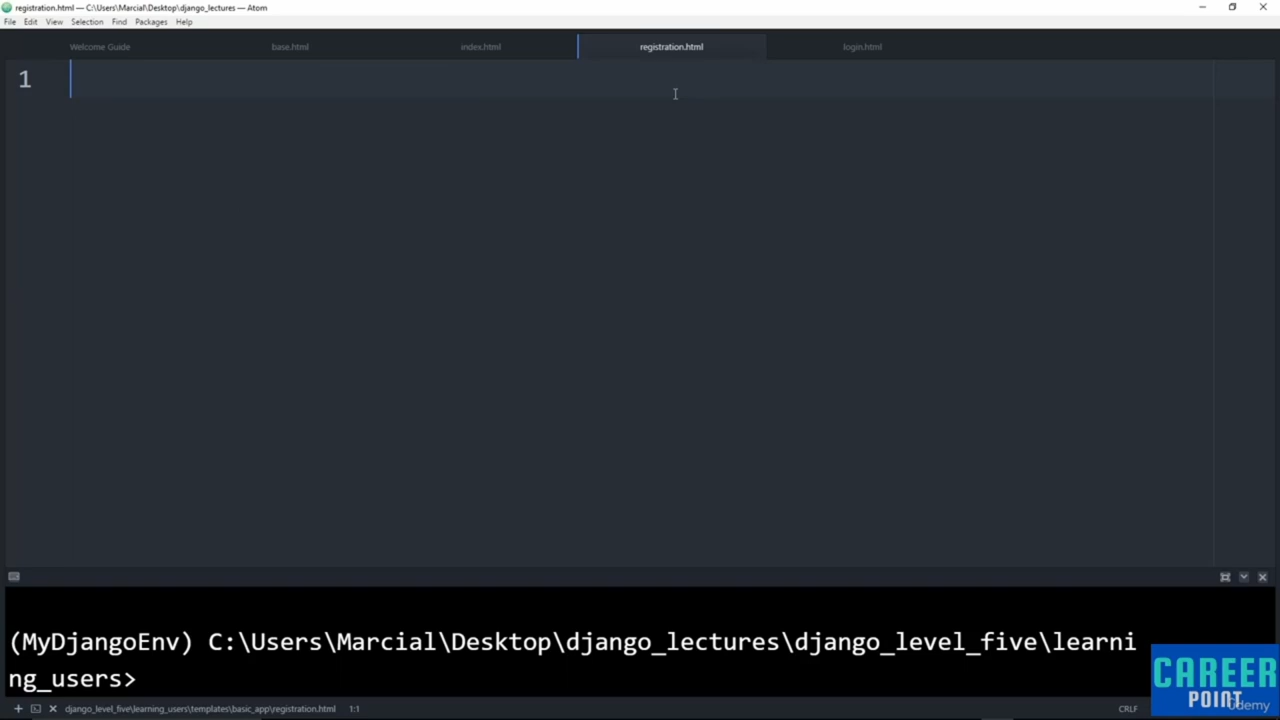 registration.html — C:\Users\Marcial\Desktop\django_lectures — Atom
File Edit View Selection Find Packages Help
Welcome Guide base.html index.html registration.html login.html
1
(MyDjangoEnv) C:\Users\Marcial\Desktop\django_lectures\django_level_five\learni
ng_users>
CAREER
POINT
Udemy
django_level_five\learning_users\templates\basic_app\registration.html 1:1 CRLF